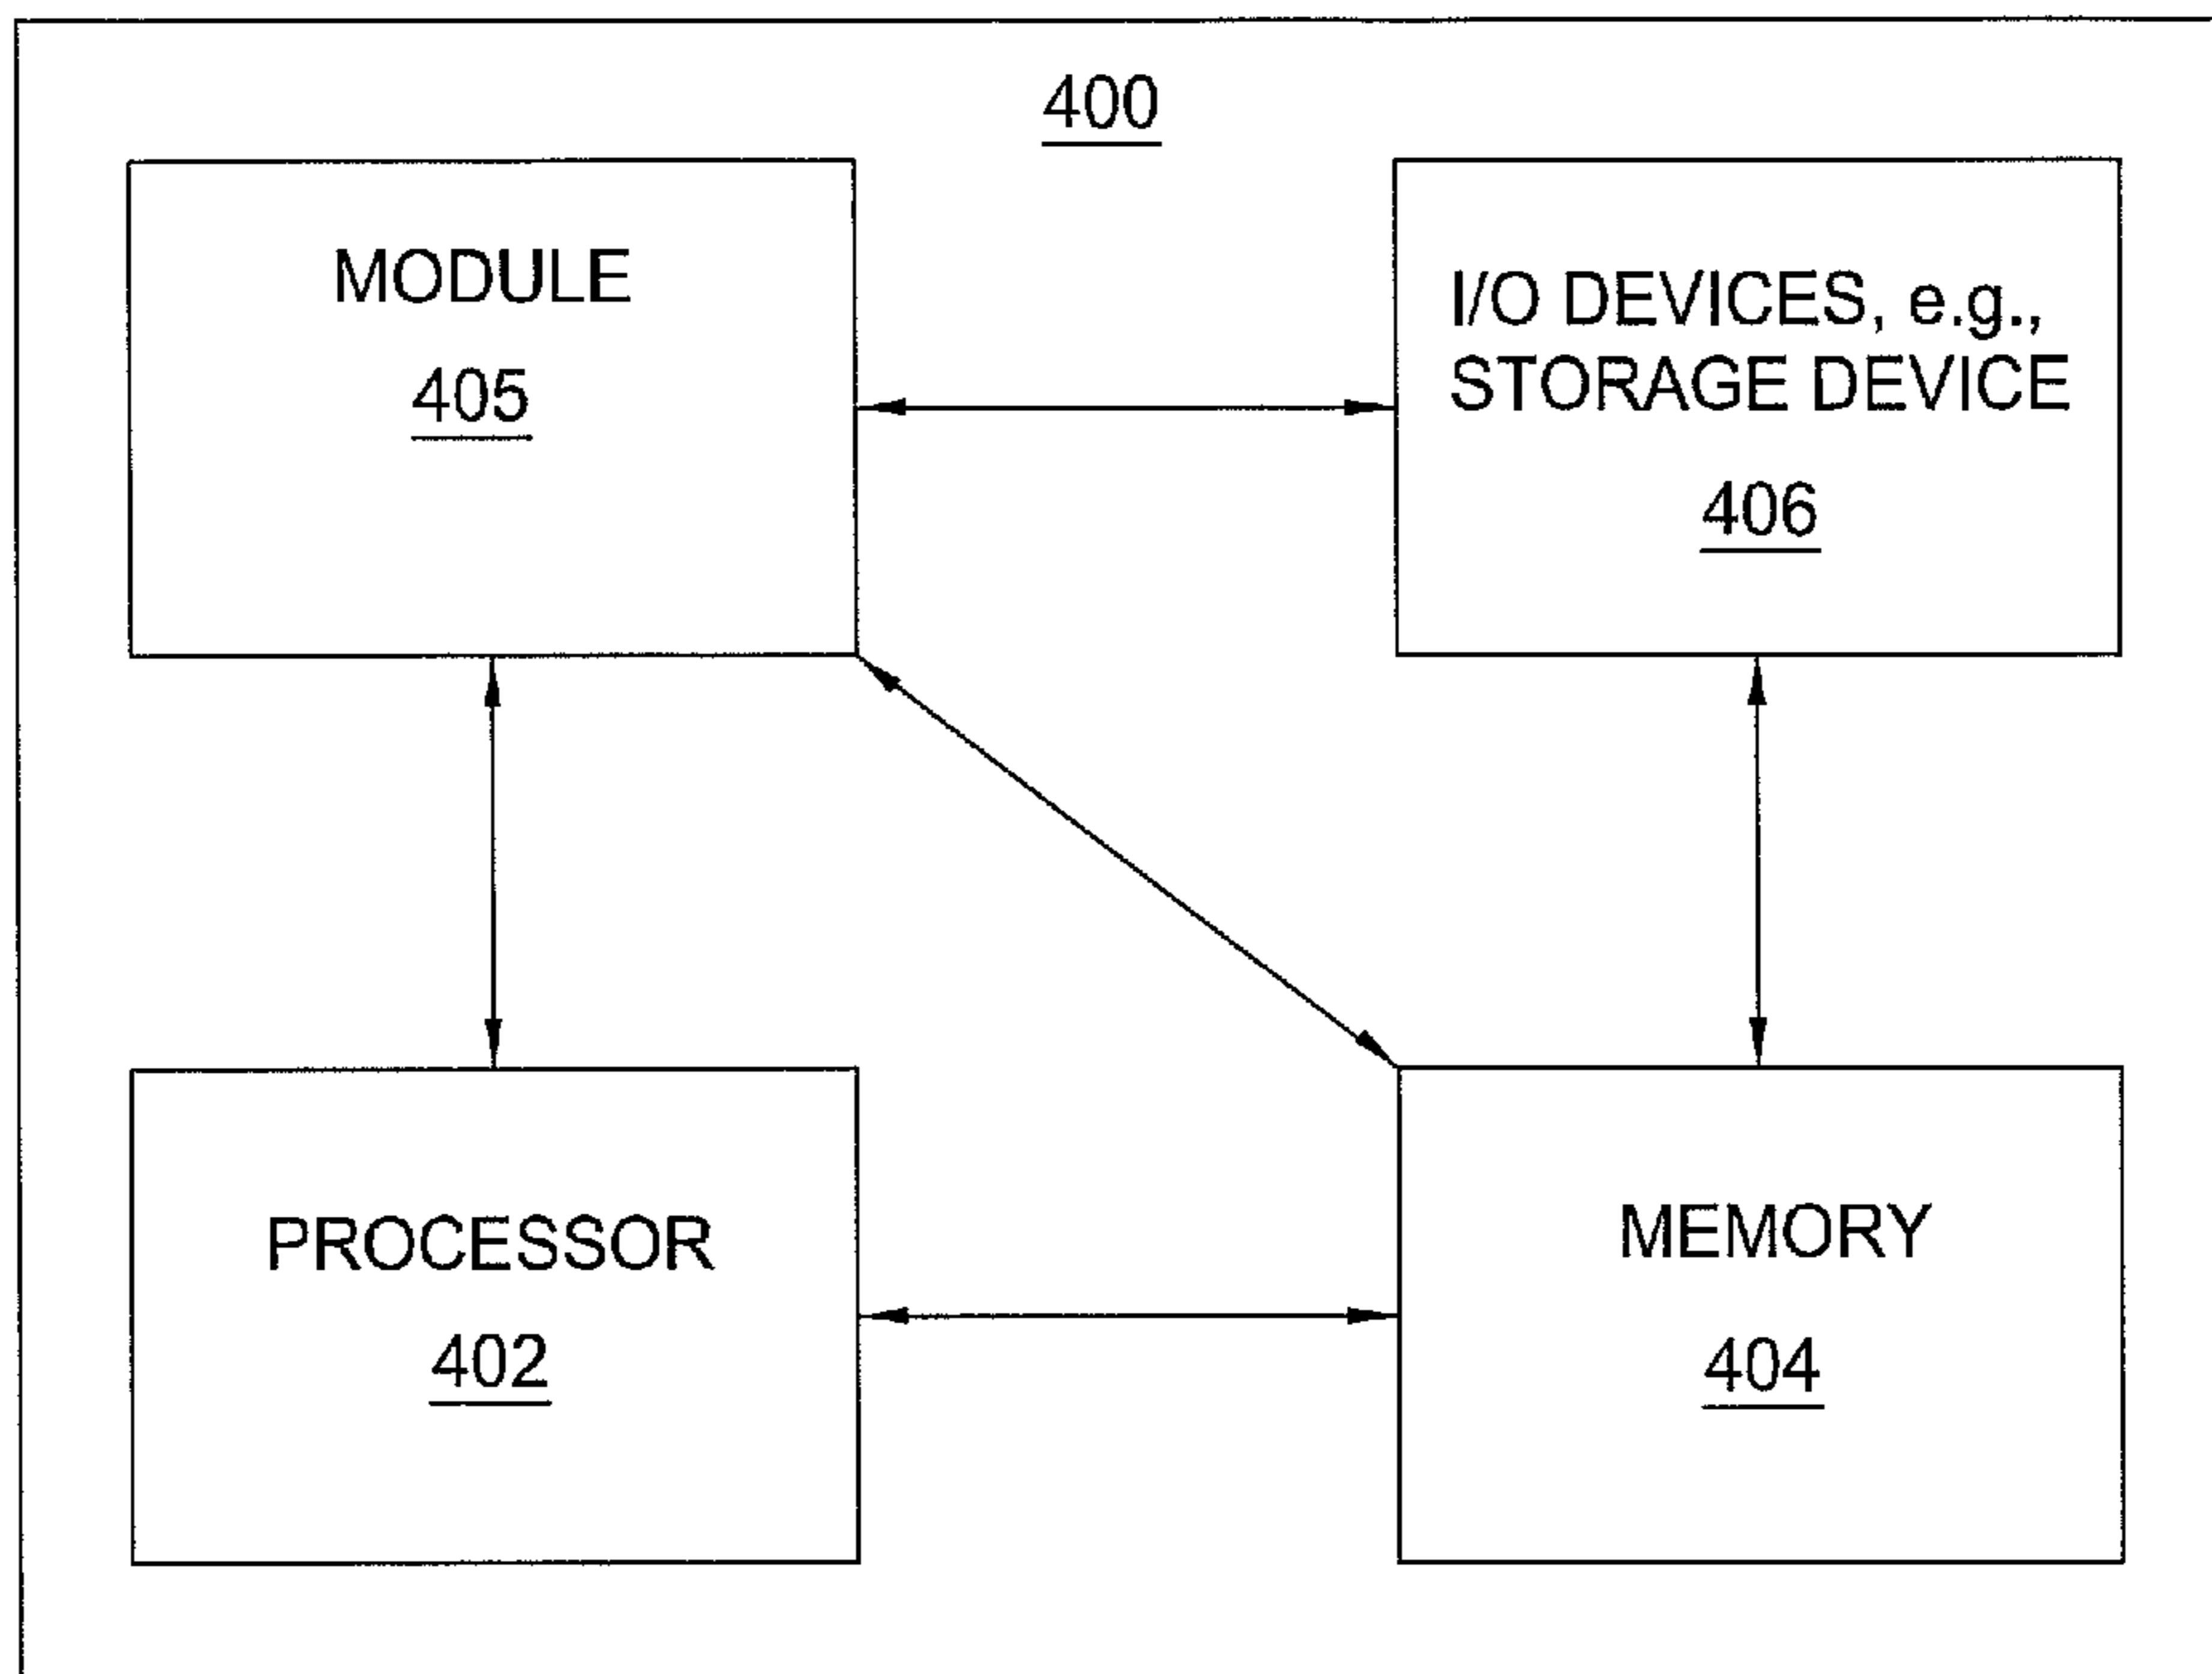 400
MODULE
405
I/O DEVICES, e.g.,
STORAGE DEVICE
406
PROCESSOR
402
MEMORY
404